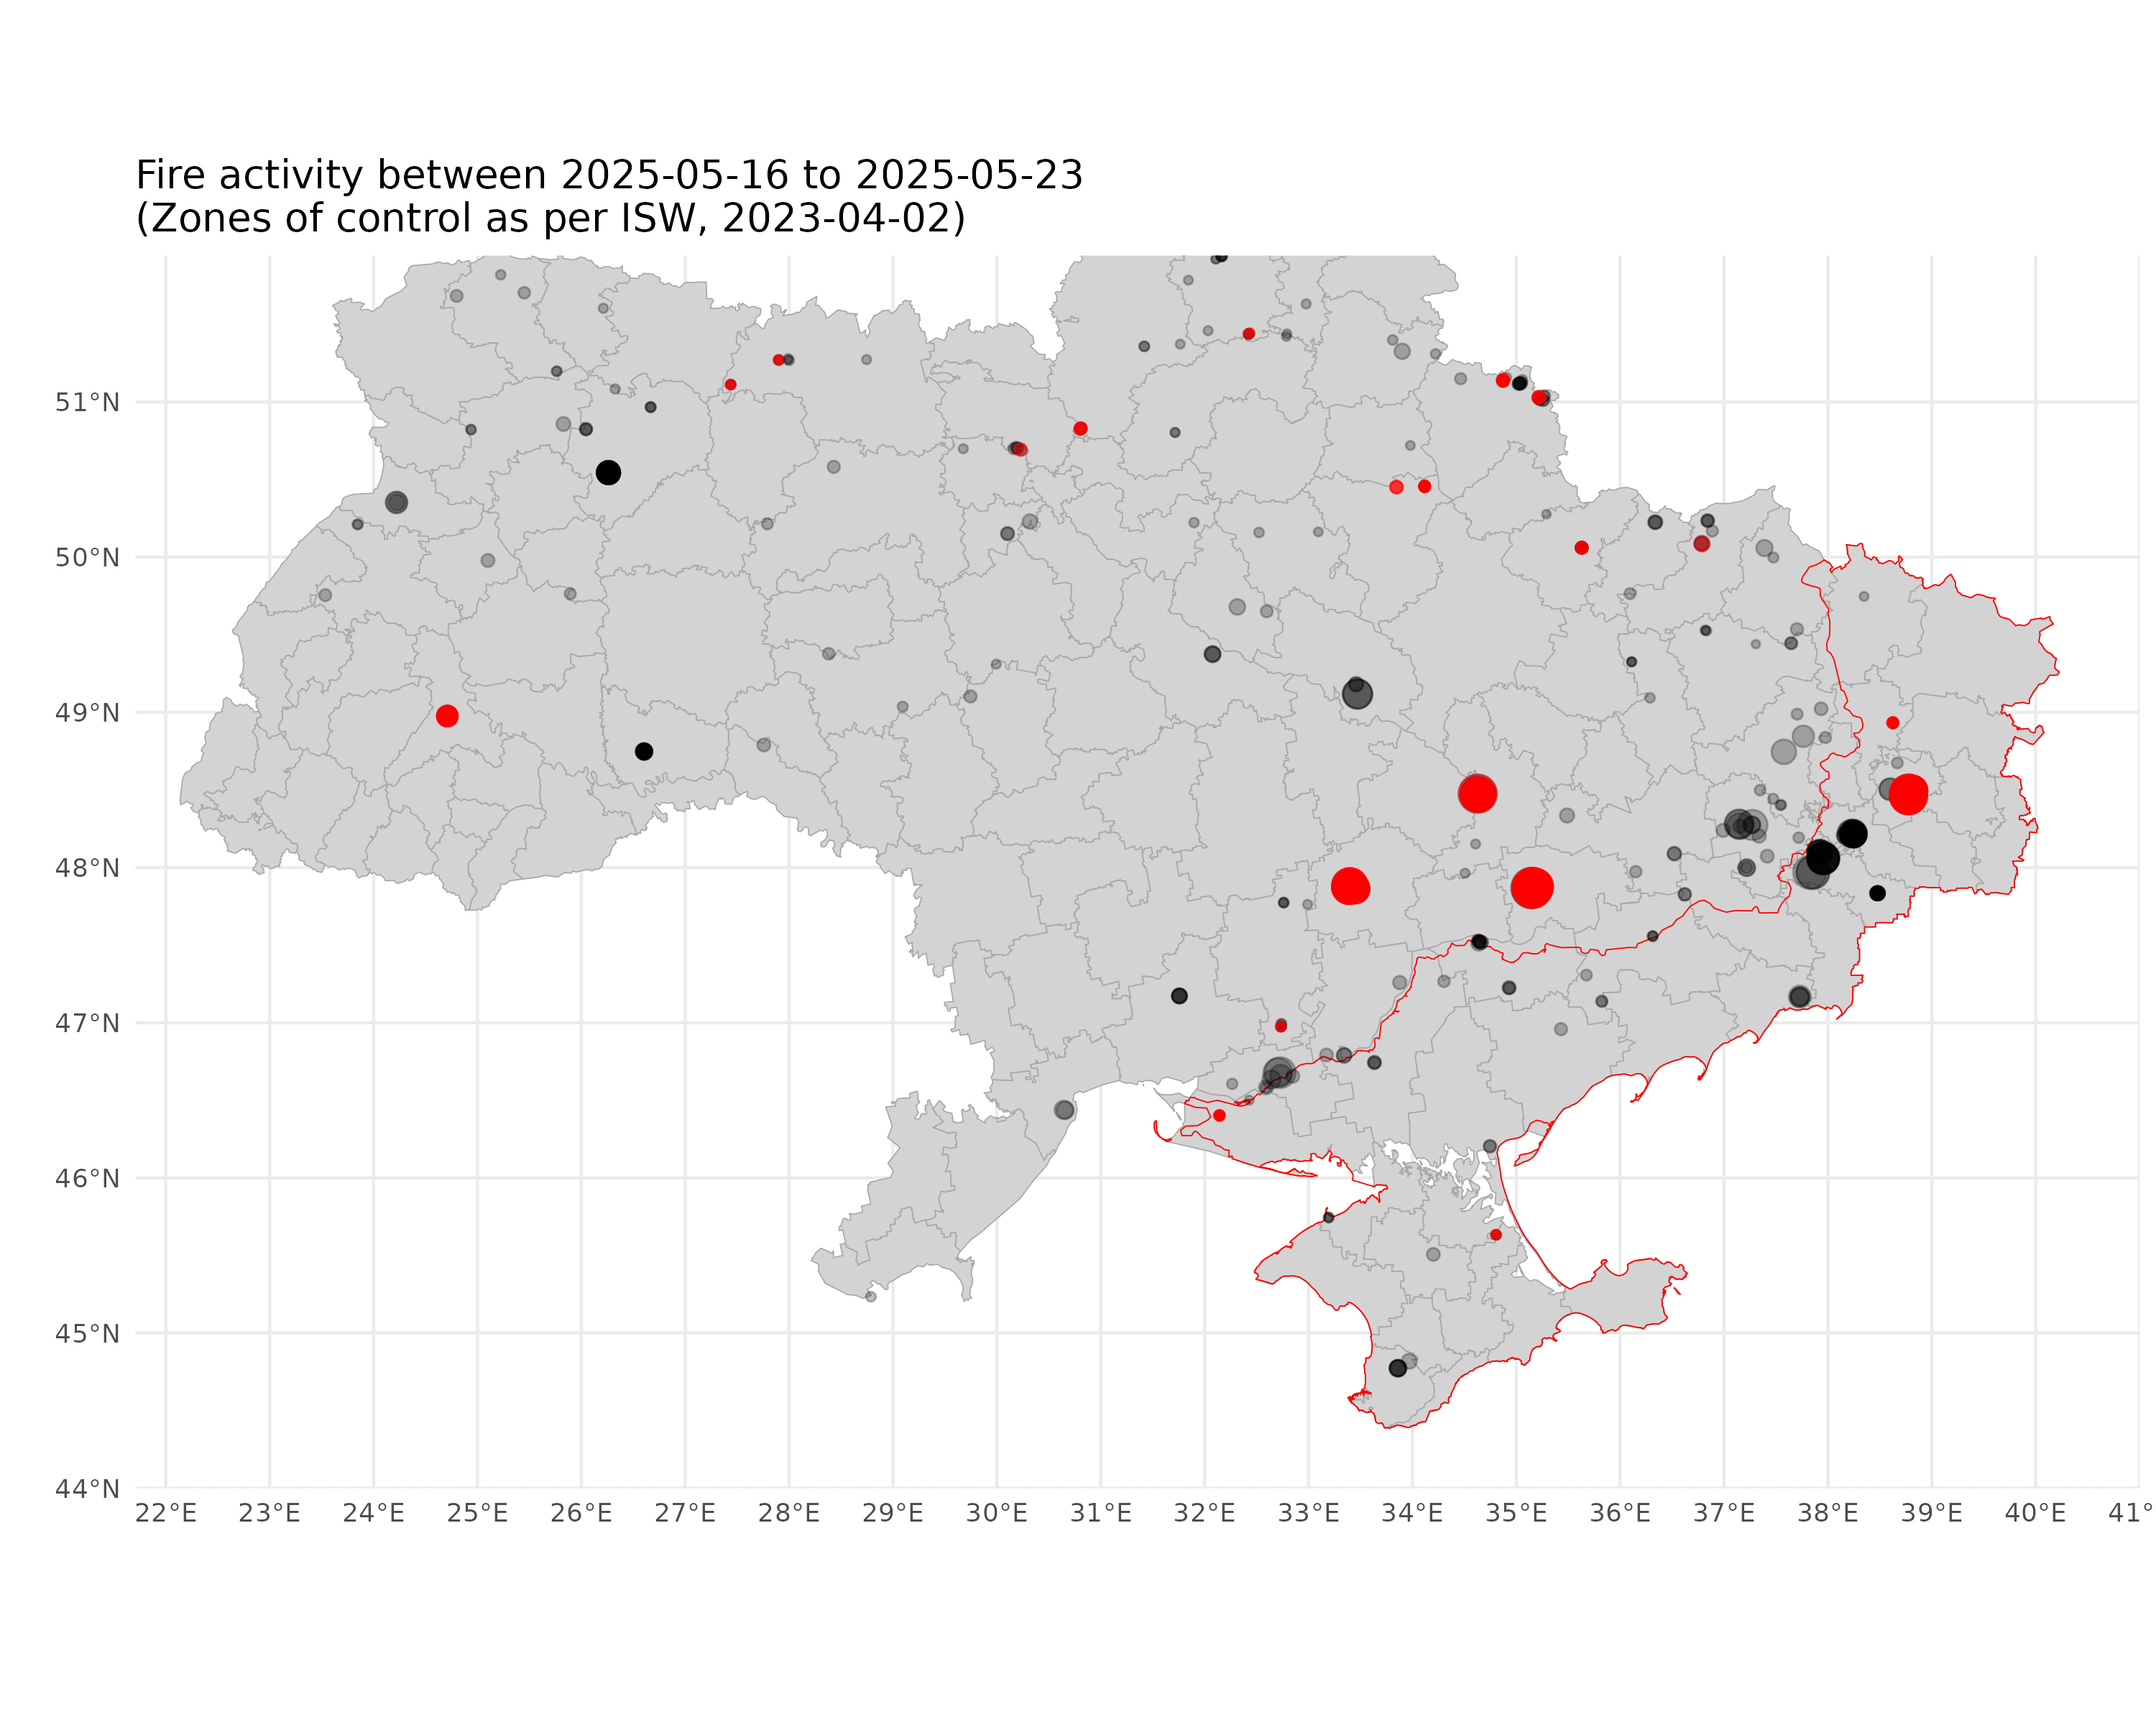 Fire activity between 2025-05-16 to 2025-05-23
(Zones of control as per ISW, 2023-04-02)
51°N
50°N
49°N
48°N
47°N
46°N
45°N
44°N
22°E 23°E 24°E 25°E 26°E 27°E 28°E 29°E 30°E 31°E 32°E 33°E 34°E 35°E 36°E 37°E 38°E 39°E 40°E 41°